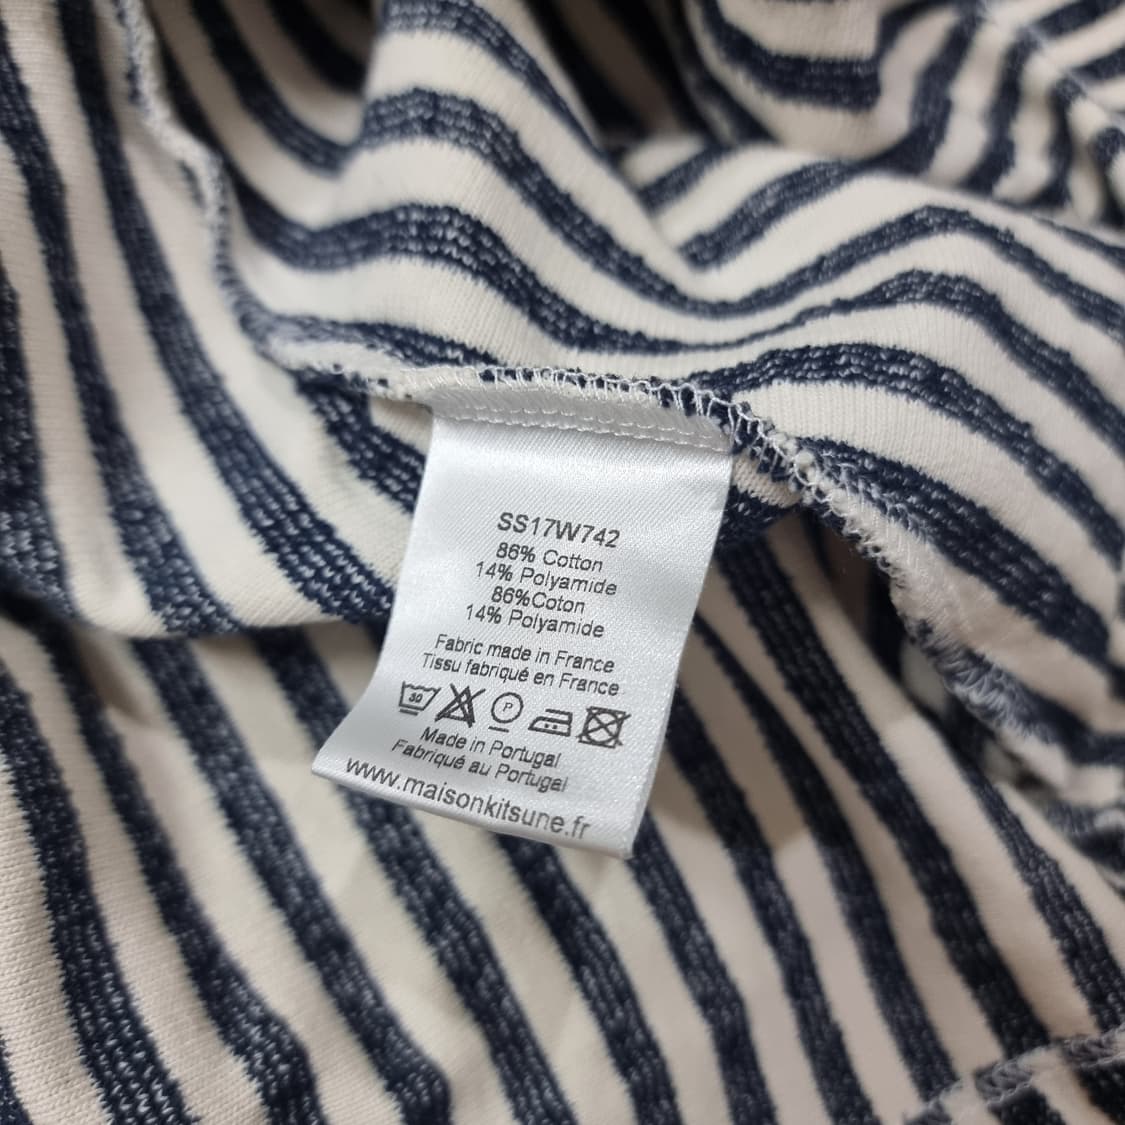 SS17W742
86% Cotton
14% Polyamide
86%Coton
14% Polyamide
Fabric made in France
Tissu fabriqué en France
30 P
Made in Portugal
Fabriqué au Portugal
www.maisonkitsune.fr